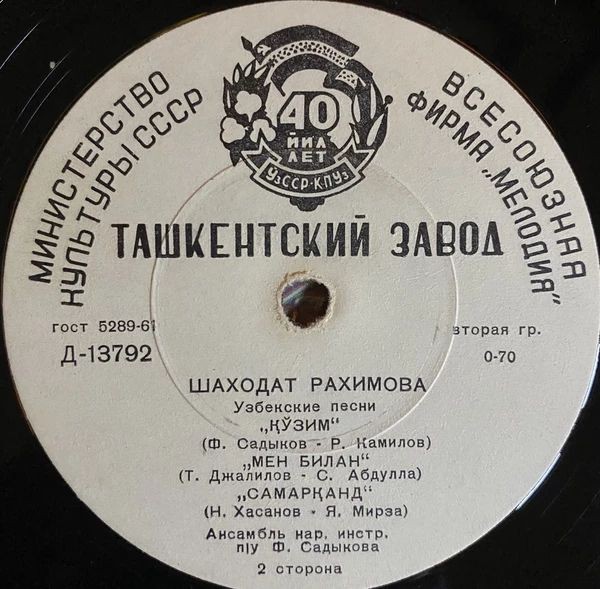 МИНИСТЕРСТВО
КУЛЬТУРЫ СССР
ВСЕСОЮЗНАЯ
ФИРМА „МЕЛОДИЯ"
40
ЙИЛ
ЛЕТ
УзССР·КПУз
ТАШКЕНТСКИЙ ЗАВОД
гост 5289-61
Д-13792
вторая гр.
0-70
ШАХОДАТ РАХИМОВА
Узбекские песни
„ҚЎЗИМ"
(Ф. Садыков - Р. Камилов)
„МЕН БИЛАН"
(Т. Джалилов - С. Абдулла)
„САМАРҚАНД"
(Н. Хасанов - Я. Мирза)
Ансамбль нар. инстр.
п/у Ф. Садыкова
2 сторона